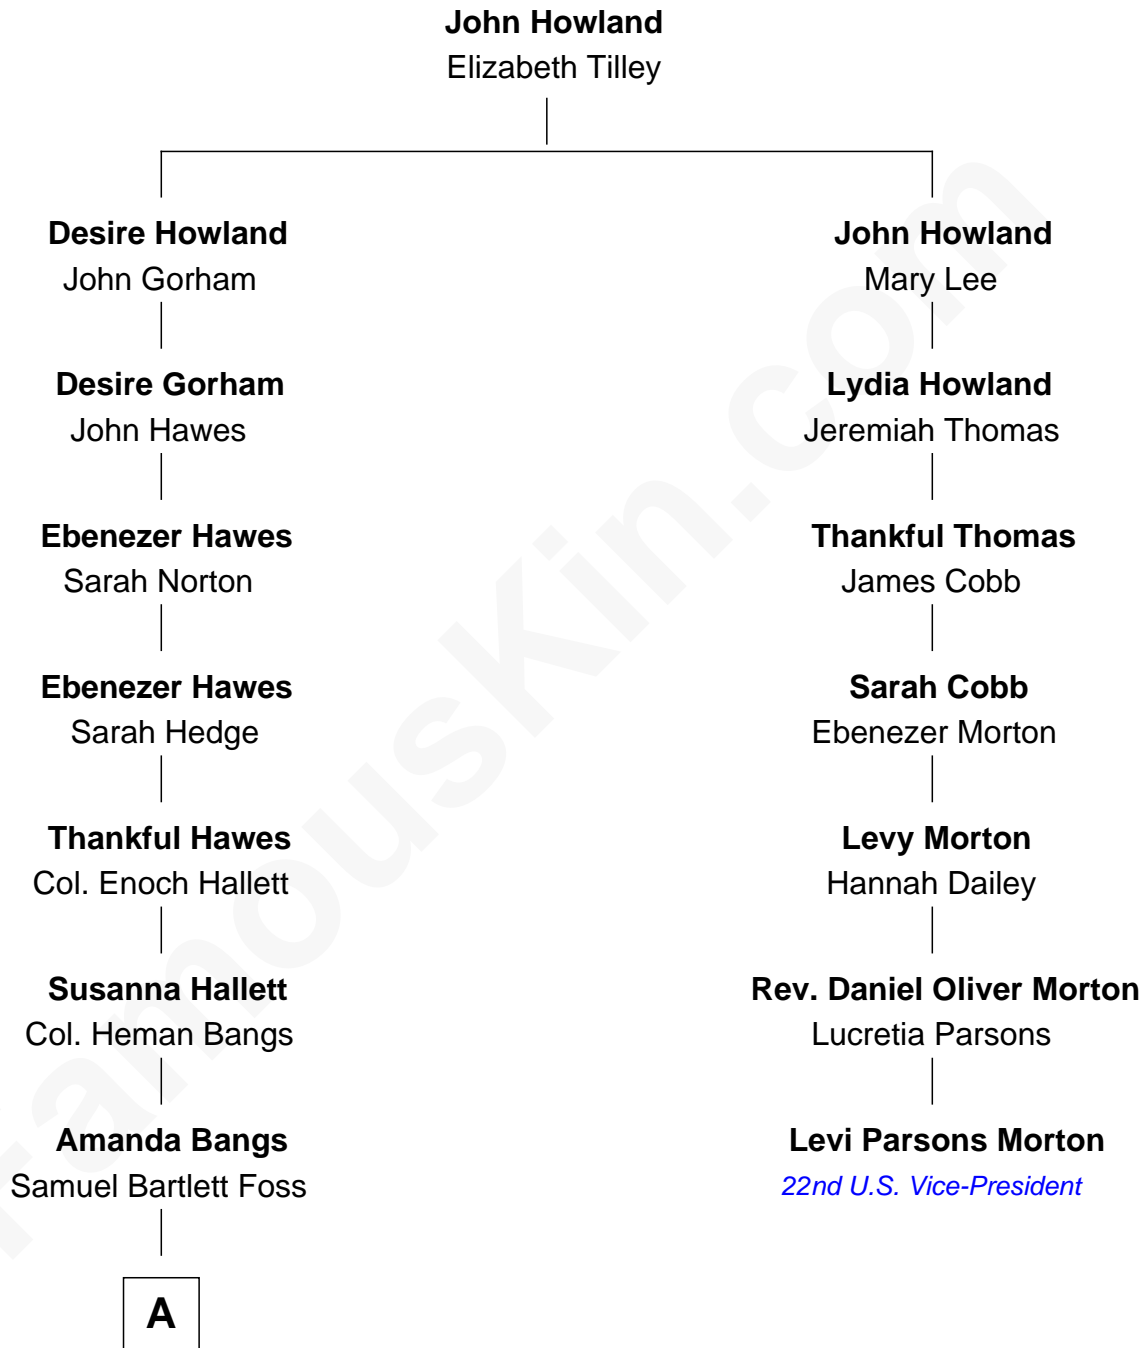 John Howland
Elizabeth Tilley
Desire Howland
John Gorham
Desire Gorham
John Hawes
Ebenezer Hawes
Sarah Norton
Ebenezer Hawes
Sarah Hedge
Thankful Hawes
Col. Enoch Hallett
Susanna Hallett
Col. Heman Bangs
Amanda Bangs
Samuel Bartlett Foss
A
John Howland
Mary Lee
Lydia Howland
Jeremiah Thomas
Thankful Thomas
James Cobb
Sarah Cobb
Ebenezer Morton
Levy Morton
Hannah Dailey
Rev. Daniel Oliver Morton
Lucretia Parsons
Levi Parsons Morton
22nd U.S. Vice-President
FamousKin.com